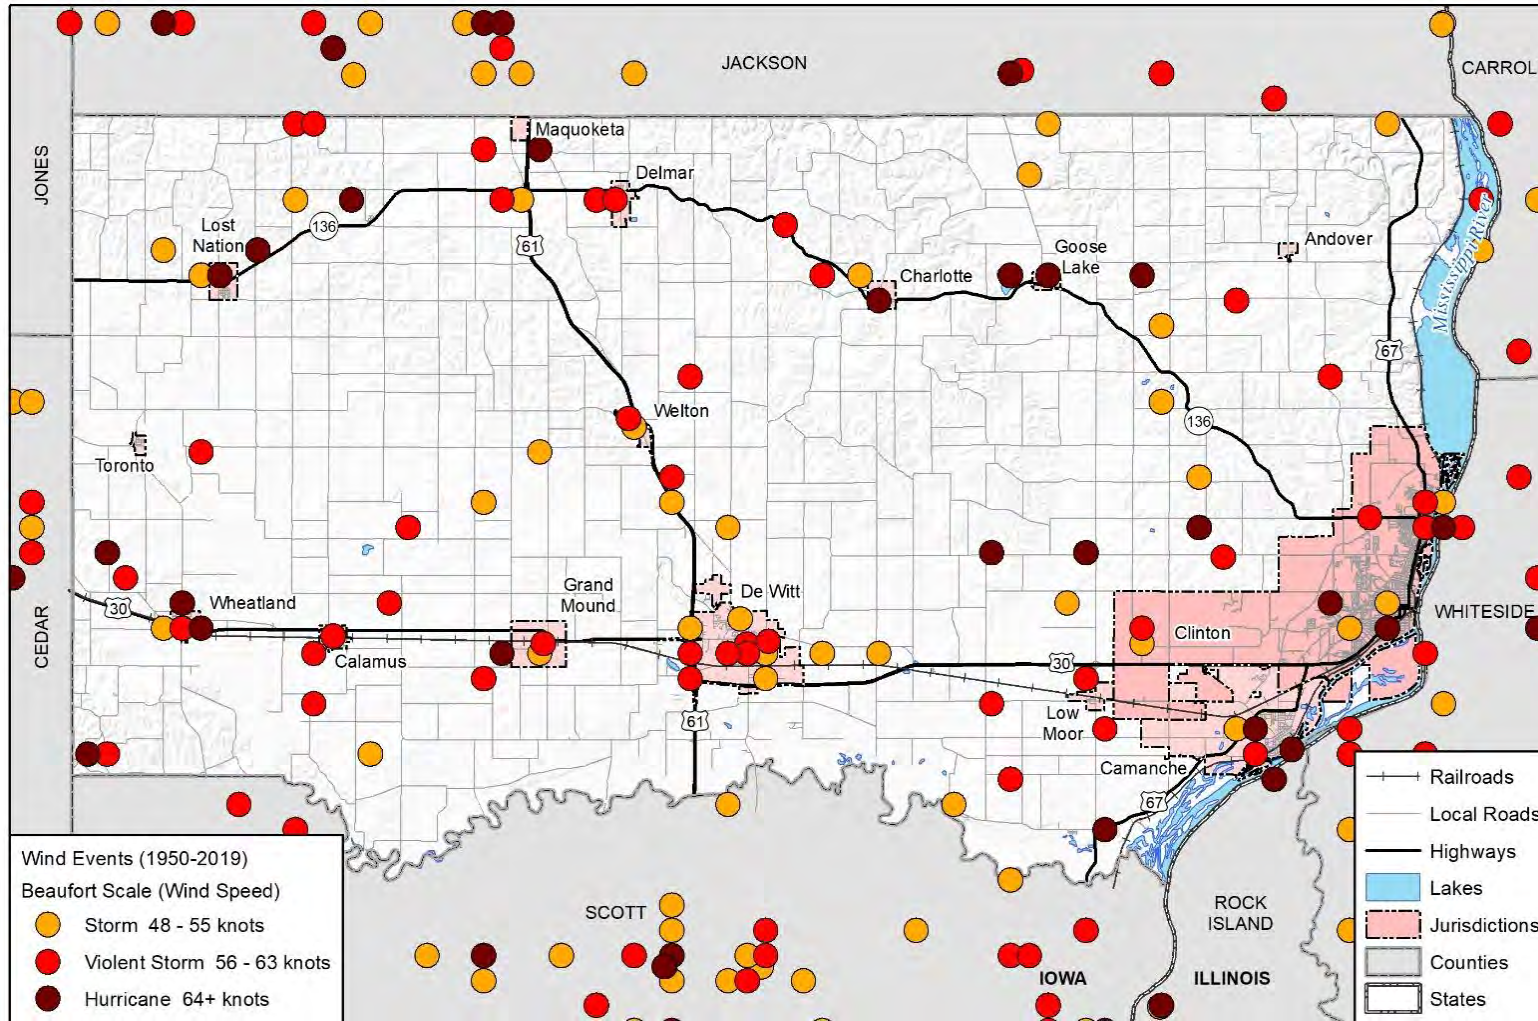 JACKSON
CARROL
JONES
Maquoketa
Delmar
Lost
Nation
136
61
Goose
Lake
Andover
Charlotte
Mississippi River
67
Welton
136
Toronto
CEDAR
30
Wheatland
Grand
Mound
De Witt
WHITESIDE
Calamus
Clinton
30
61
Low
Moor
Camanche
67
SCOTT
ROCK
ISLAND
IOWA
ILLINOIS
Wind Events (1950-2019)
Beaufort Scale (Wind Speed)
Storm 48 - 55 knots
Violent Storm 56 - 63 knots
Hurricane 64+ knots
Railroads
Local Roads
Highways
Lakes
Jurisdictions
Counties
States